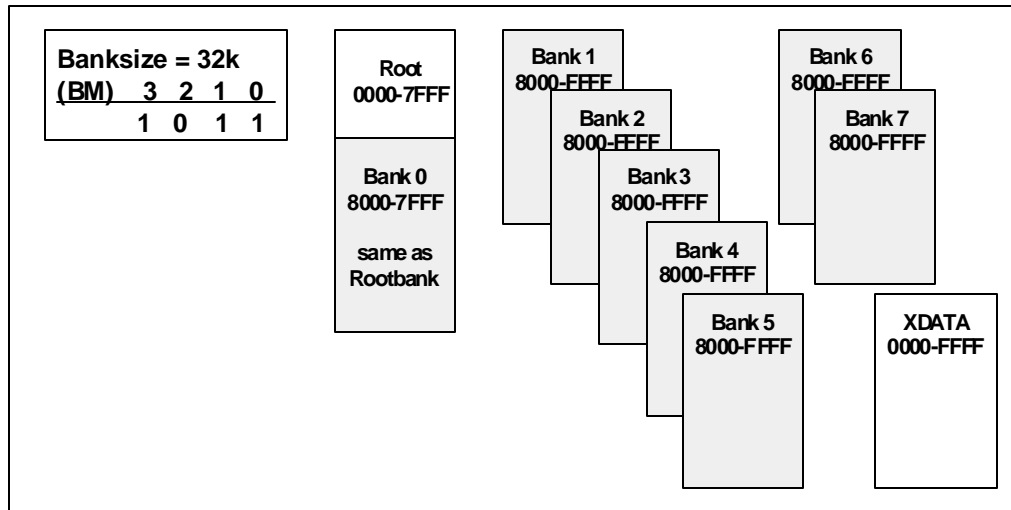 Banksize = 32k
(BM) 3 2 1 0
1 0 1 1
Root
0000-7FFF
Bank 0
8000-7FFF
same as
Rootbank
Bank 1
8000-FFFF
Bank 2
8000-FFFF
Bank 3
8000-FFFF
Bank 4
8000-FFFF
Bank 5
8000-FFFF
Bank 6
8000-FFFF
Bank 7
8000-FFFF
XDATA
0000-FFFF